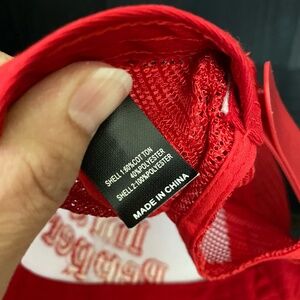 SHELL 1:60%COTTON
40%POLYESTER
SHELL 2:100%POLYESTER
MADE IN CHINA